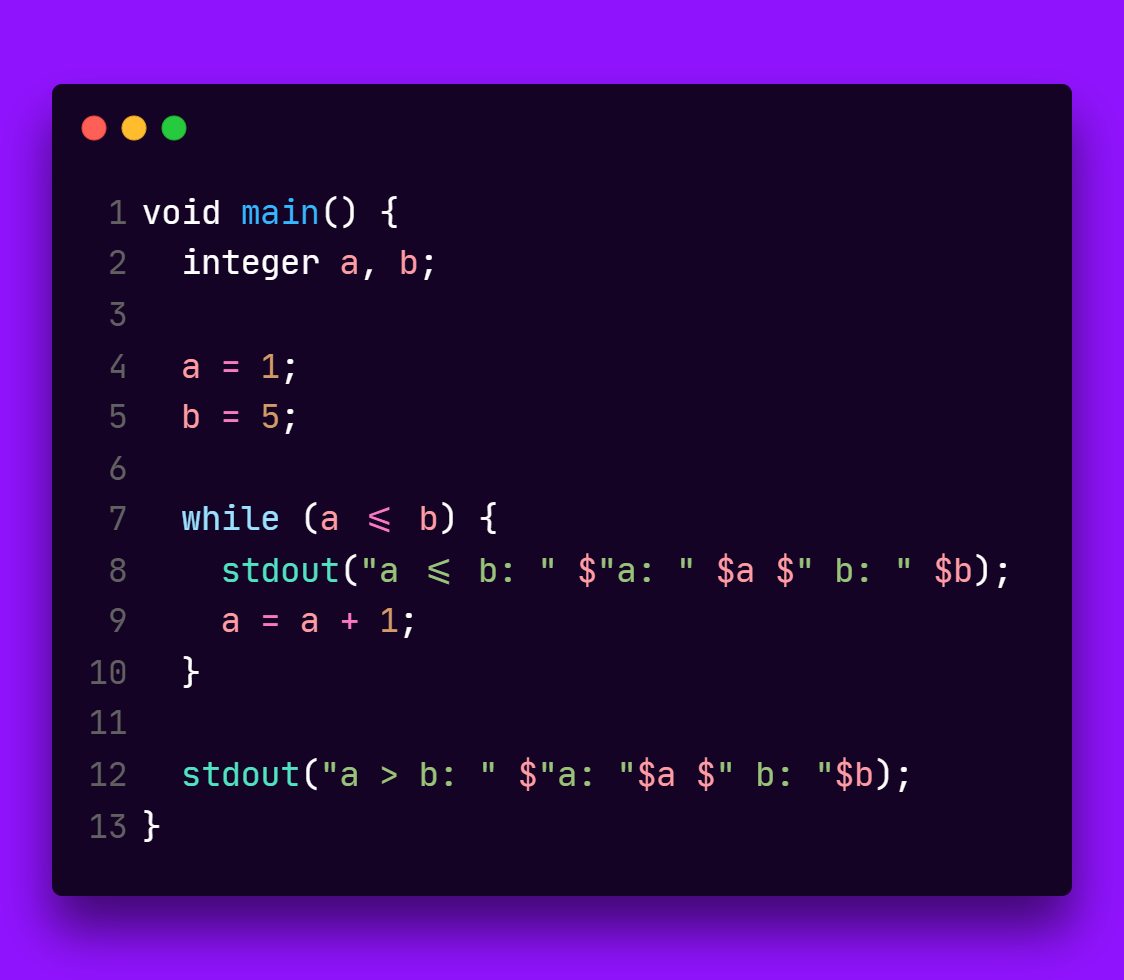 1 void main() {
2   integer a, b;
3
4   a = 1;
5   b = 5;
6
7   while (a <= b) {
8     stdout("a <= b: " $"a: " $a $" b: " $b);
9     a = a + 1;
10   }
11
12   stdout("a > b: " $"a: "$a $" b: "$b);
13 }